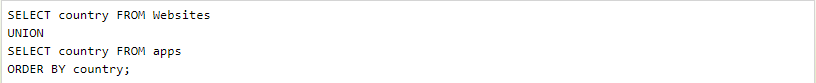 SELECT country FROM Websites
UNION
SELECT country FROM apps
ORDER BY country;